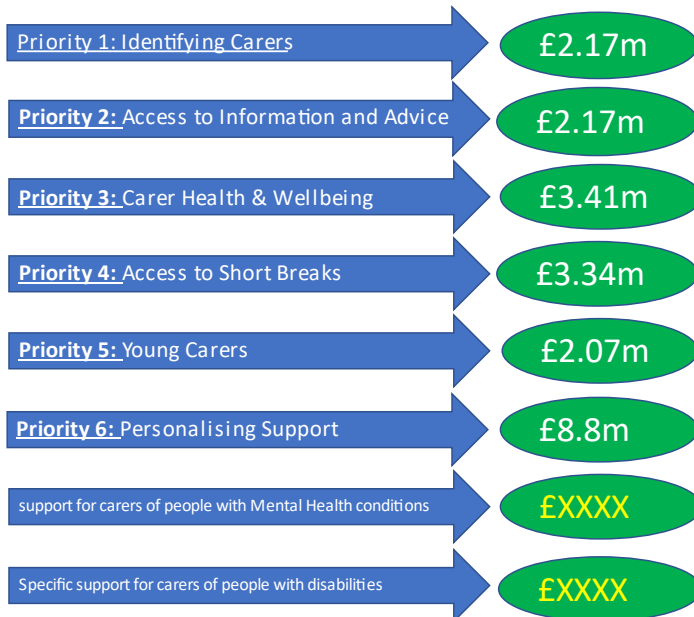 Priority 1: Identifying Carers £2.17m
Priority 2: Access to Information and Advice £2.17m
Priority 3: Carer Health & Wellbeing £3.41m
Priority 4: Access to Short Breaks £3.34m
Priority 5: Young Carers £2.07m
Priority 6: Personalising Support £8.8m
support for carers of people with Mental Health conditions £XXXX
Specific support for carers of people with disabilities £XXXX